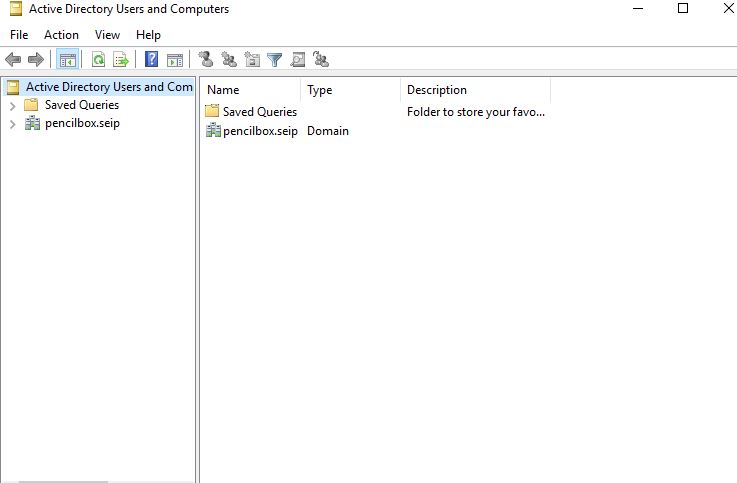 Active Directory Users and Computers
File Action View Help
Active Directory Users and Com
Saved Queries
pencilbox.seip
Name Type Description
Saved Queries Folder to store your favo...
pencilbox.seip Domain